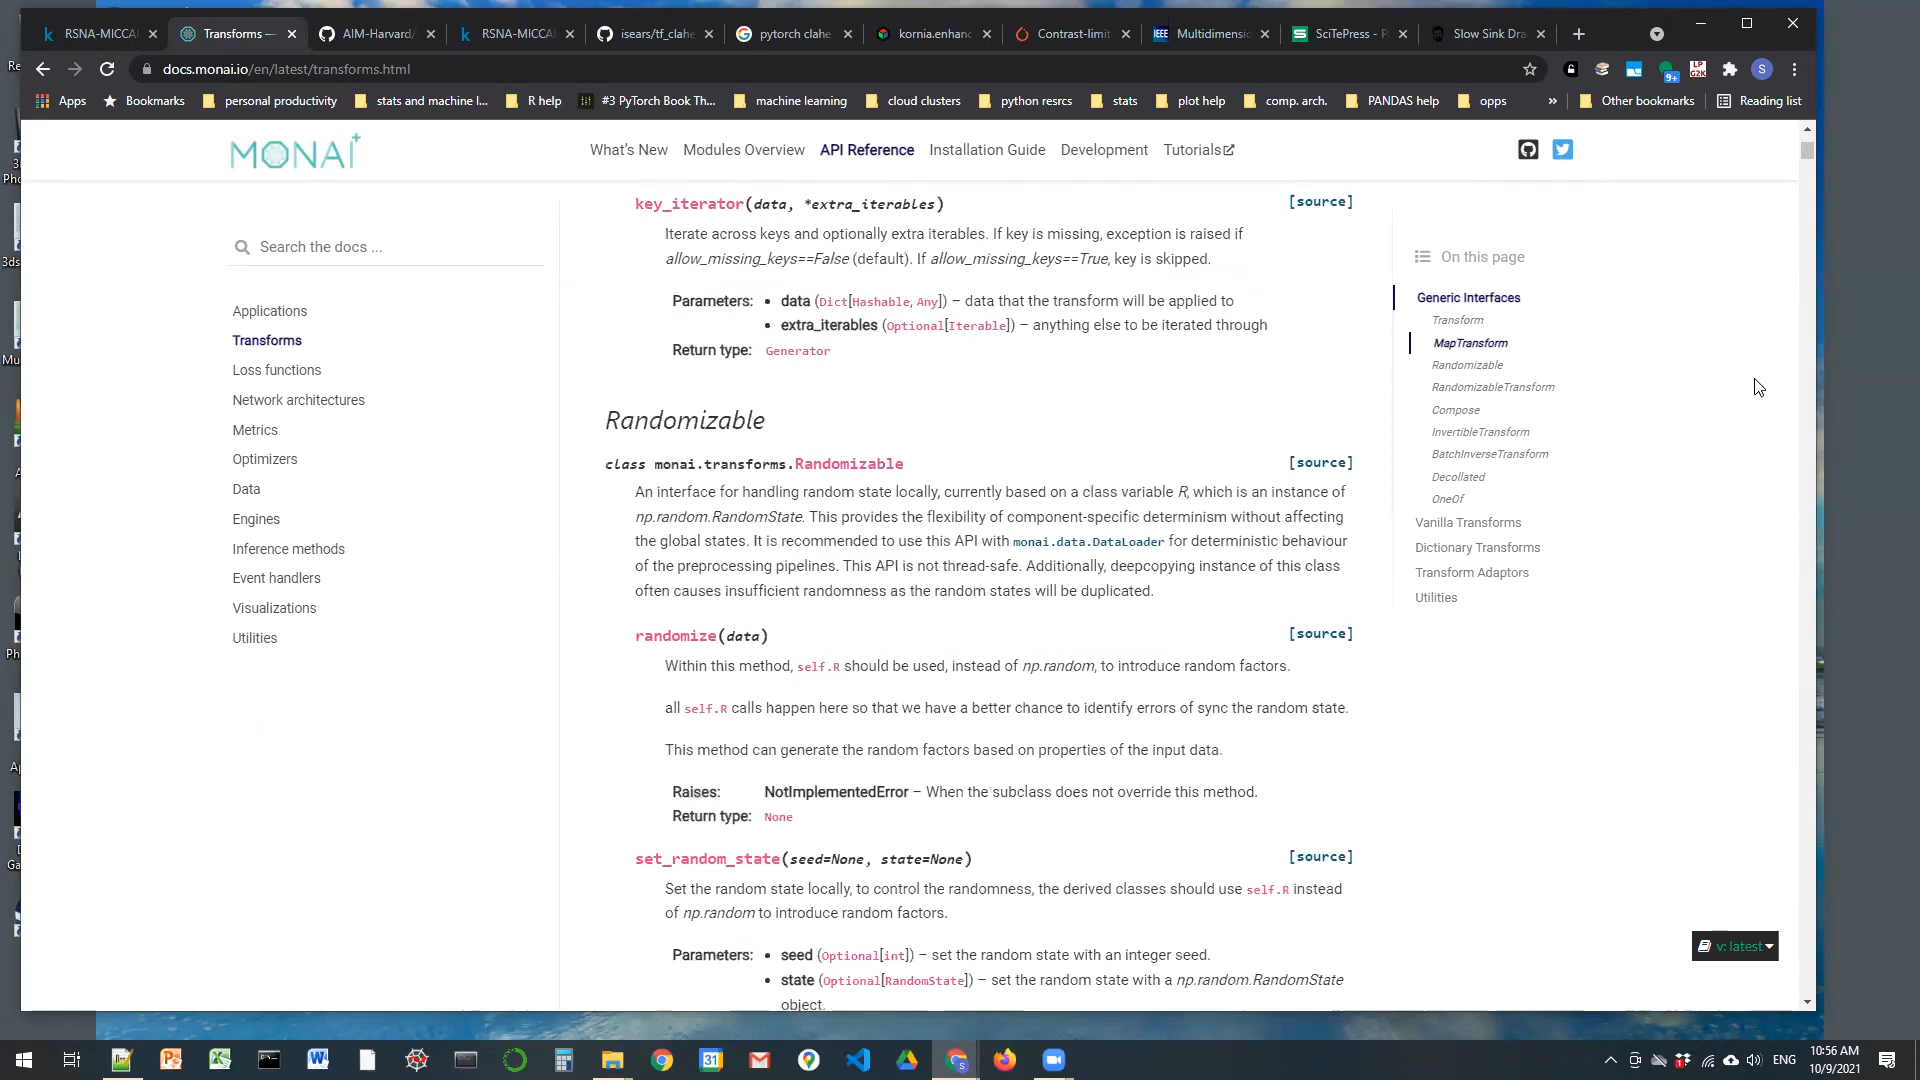 RSNA-MICCAI
Transforms —
AIM-Harvard/
RSNA-MICCAI
isears/tf_clahe
pytorch clahe
kornia.enhanc
Contrast-limit
IEEE
Multidimensio
SciTePress - P
Slow Sink Dra
docs.monai.io/en/latest/transforms.html
9+
LP
G2K
S
Apps
Bookmarks
personal productivity
stats and machine l...
R help
#3 PyTorch Book Th...
machine learning
cloud clusters
python resrcs
stats
plot help
comp. arch.
PANDAS help
opps
»
Other bookmarks
Reading list
MONAI
What's New
Modules Overview
API Reference
Installation Guide
Development
Tutorials
Search the docs ...
Applications
Transforms
Loss functions
Network architectures
Metrics
Optimizers
Data
Engines
Inference methods
Event handlers
Visualizations
Utilities
key_iterator(data, *extra_iterables) [source]
Iterate across keys and optionally extra iterables. If key is missing, exception is raised if
allow_missing_keys==False (default). If allow_missing_keys==True, key is skipped.
Parameters: • data (Dict[Hashable, Any]) – data that the transform will be applied to
• extra_iterables (Optional[Iterable]) – anything else to be iterated through
Return type: Generator
Randomizable
class monai.transforms.Randomizable [source]
An interface for handling random state locally, currently based on a class variable R, which is an instance of
np.random.RandomState. This provides the flexibility of component-specific determinism without affecting
the global states. It is recommended to use this API with monai.data.DataLoader for deterministic behaviour
of the preprocessing pipelines. This API is not thread-safe. Additionally, deepcopying instance of this class
often causes insufficient randomness as the random states will be duplicated.
randomize(data) [source]
Within this method, self.R should be used, instead of np.random, to introduce random factors.
all self.R calls happen here so that we have a better chance to identify errors of sync the random state.
This method can generate the random factors based on properties of the input data.
Raises: NotImplementedError – When the subclass does not override this method.
Return type: None
set_random_state(seed=None, state=None) [source]
Set the random state locally, to control the randomness, the derived classes should use self.R instead
of np.random to introduce random factors.
Parameters: • seed (Optional[int]) – set the random state with an integer seed.
• state (Optional[RandomState]) – set the random state with a np.random.RandomState
object.
On this page
Generic Interfaces
Transform
MapTransform
Randomizable
RandomizableTransform
Compose
InvertibleTransform
BatchInverseTransform
Decollated
OneOf
Vanilla Transforms
Dictionary Transforms
Transform Adaptors
Utilities
v: latest
31
ENG
10:56 AM
10/9/2021